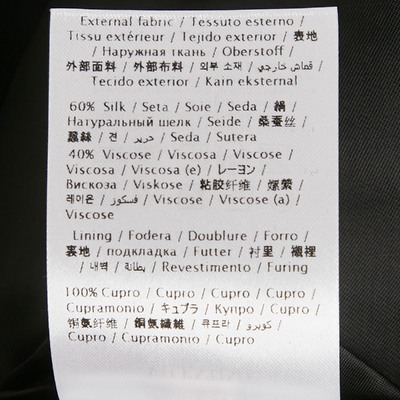 External fabric / Tessuto esterno /
Tissu extérieur / Tejido exterior / 表地
/ Наружная ткань / Oberstoff /
外部面料 / 外部布料 / 외부 소재 / قماش خارجي /
Tecido exterior / Kain eksternal
60% Silk / Seta / Soie / Seda / 絹 /
Натуральный шелк / Seide / 桑蚕丝 /
蠶絲 / 견 / حرير / Seda / Sutera
40% Viscose / Viscosa / Viscose /
Viscosa / Viscosa (e) / レーヨン /
Вискоза / Viskose / 粘胶纤维 / 嫘縈 /
레이온 / فسكوز / Viscose / Viscose (a) /
Viscose
Lining / Fodera / Doublure / Forro /
裏地 / подкладка / Futter / 衬里 / 襯裡
/ 내벽 / بطانة / Revestimento / Furing
100% Cupro / Cupro / Cupro / Cupro /
Cupramonio / キュプラ / Купро / Cupro /
铜氨纤维 / 銅氨纖維 / 큐프라 / كوبرو /
Cupramonio / Cupro / Cupro